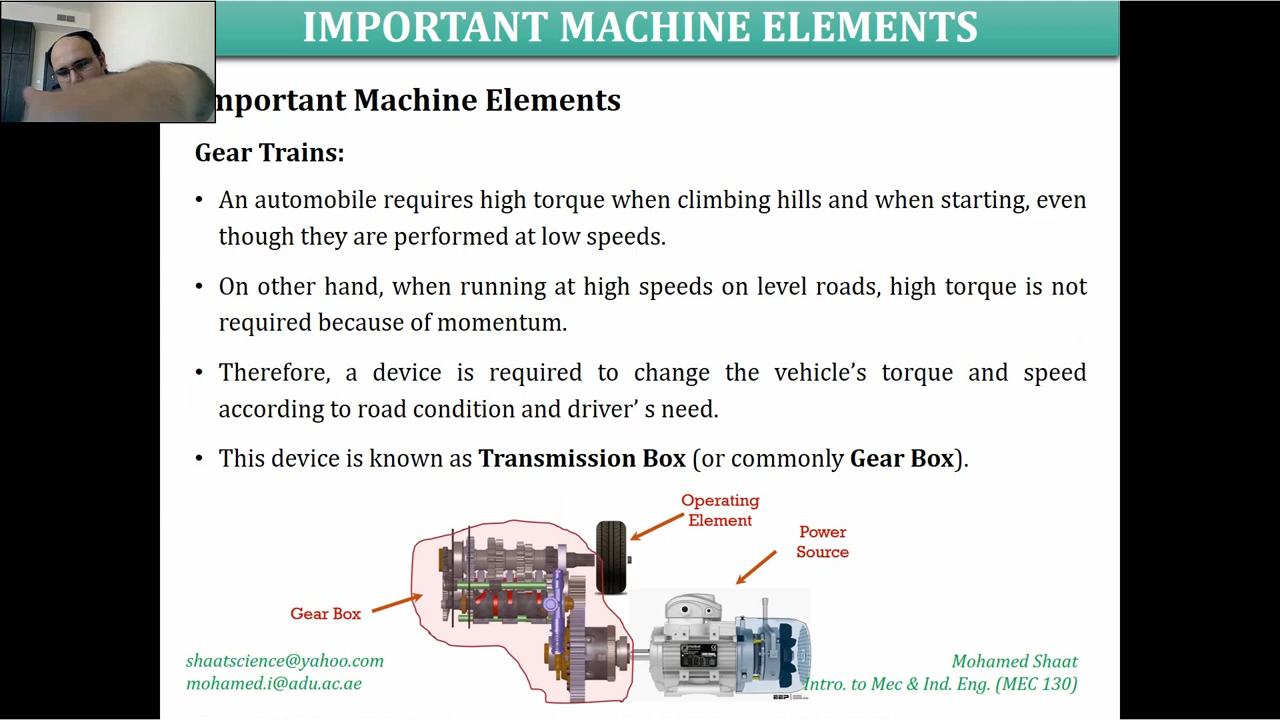 IMPORTANT MACHINE ELEMENTS
mportant Machine Elements
Gear Trains:
• An automobile requires high torque when climbing hills and when starting, even
though they are performed at low speeds.
• On other hand, when running at high speeds on level roads, high torque is not
required because of momentum.
• Therefore, a device is required to change the vehicle’s torque and speed
according to road condition and driver’ s need.
• This device is known as Transmission Box (or commonly Gear Box).
Operating
Element
Power
Source
Gear Box
shaatscience@yahoo.com
mohamed.i@adu.ac.ae
Mohamed Shaat
Intro. to Mec & Ind. Eng. (MEC 130)
EEP